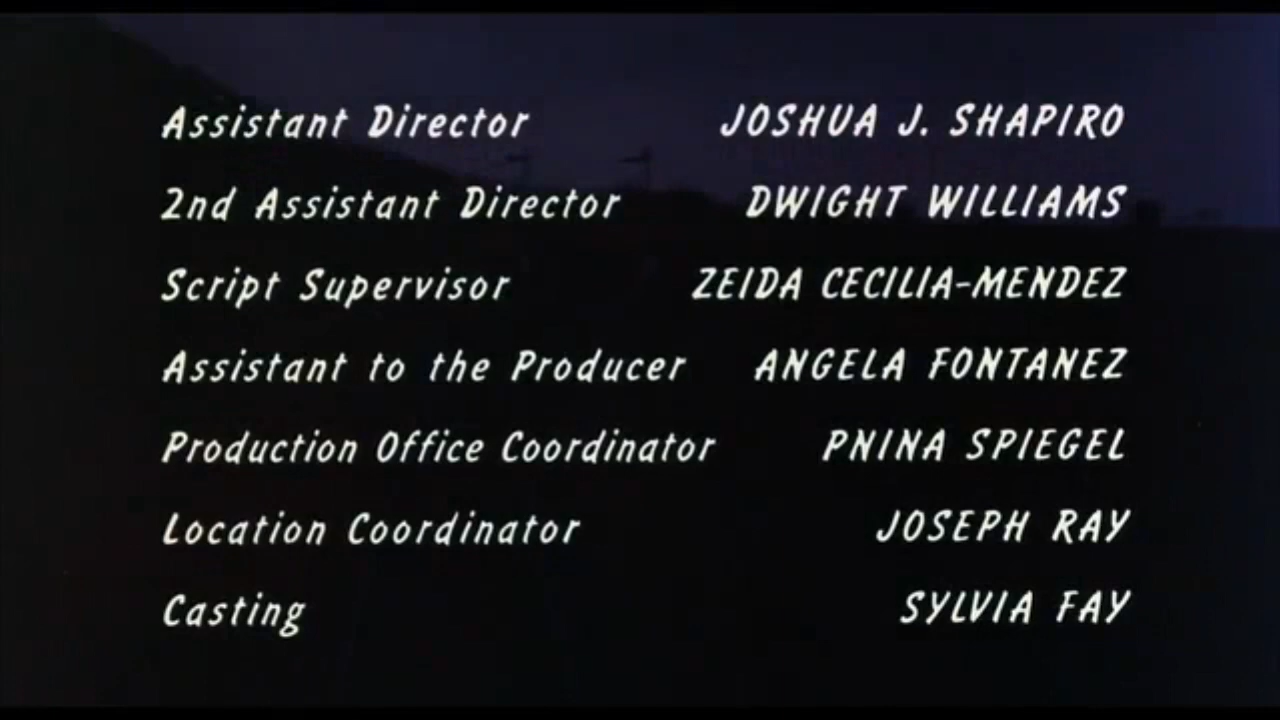 Assistant Director JOSHUA J. SHAPIRO
2nd Assistant Director DWIGHT WILLIAMS
Script Supervisor ZEIDA CECILIA-MENDEZ
Assistant to the Producer ANGELA FONTANEZ
Production Office Coordinator PNINA SPIEGEL
Location Coordinator JOSEPH RAY
Casting SYLVIA FAY